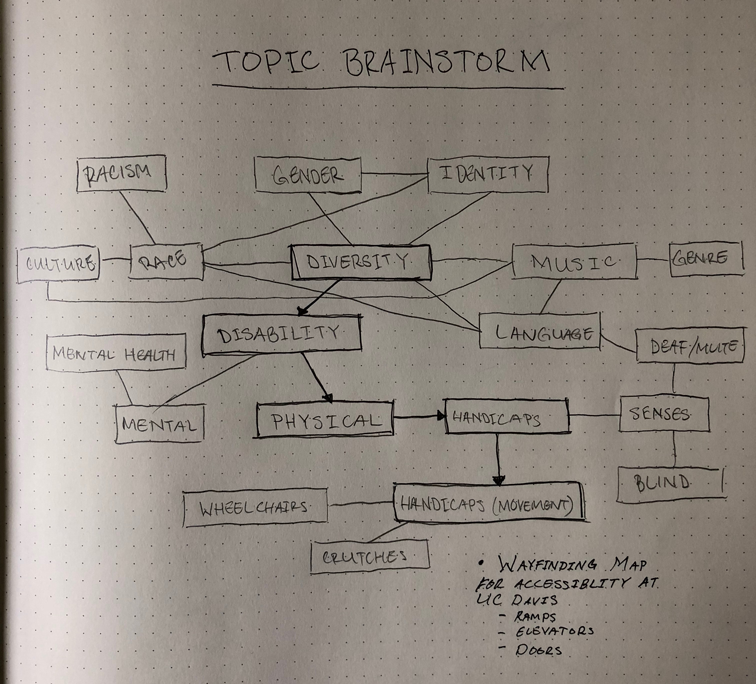 TOPIC BRAINSTORM
RACISM
GENDER
IDENTITY
CULTURE
RACE
DIVERSITY
MUSIC
GENRE
DISABILITY
LANGUAGE
DEAF/MUTE
MENTAL HEALTH
MENTAL
PHYSICAL
HANDICAPS
SENSES
BLIND
WHEELCHAIRS
HANDICAPS (MOVEMENT)
CRUTCHES
• WAYFINDING MAP
FOR ACCESSIBLITY AT
UC DAVIS
- RAMPS
- ELEVATORS
- DOORS